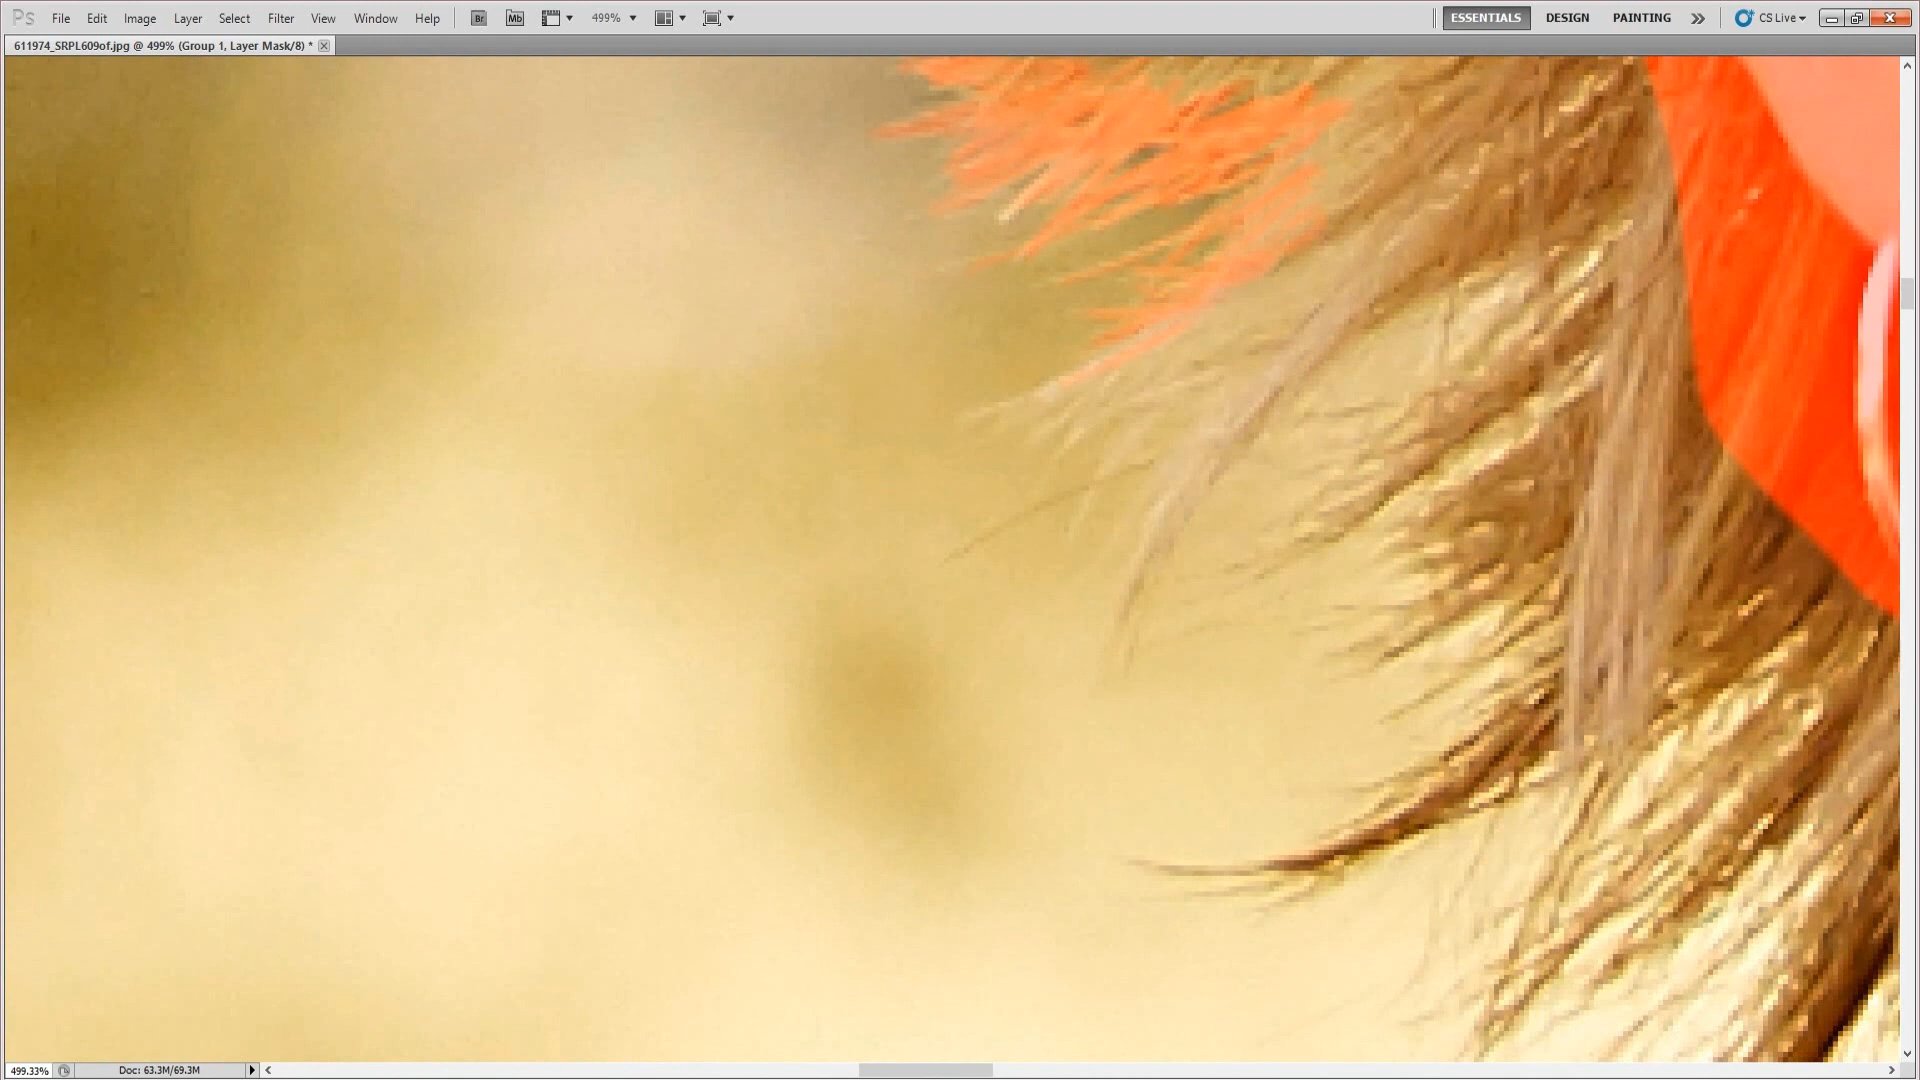 Ps File Edit Image Layer Select Filter View Window Help Br Mb 499% ESSENTIALS DESIGN PAINTING CS Live
611974_SRPL609of.jpg @ 499% (Group 1, Layer Mask/8) *
499.33% Doc: 63.3M/69.3M